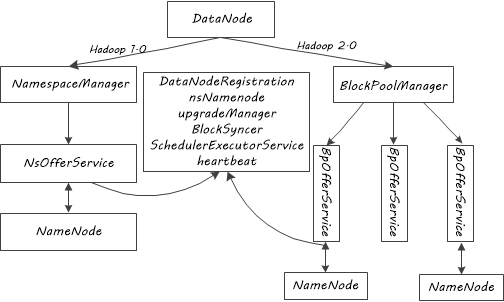 DataNode
Hadoop 1.0
Hadoop 2.0
NamespaceManager
DataNodeRegistration
nsNamenode
upgradeManager
BlockSyncer
SchedulerExecutorService
heartbeat
BlockPoolManager
NsOfferService
BpOfferService
BpOfferService
BpOfferService
NameNode
NameNode
NameNode